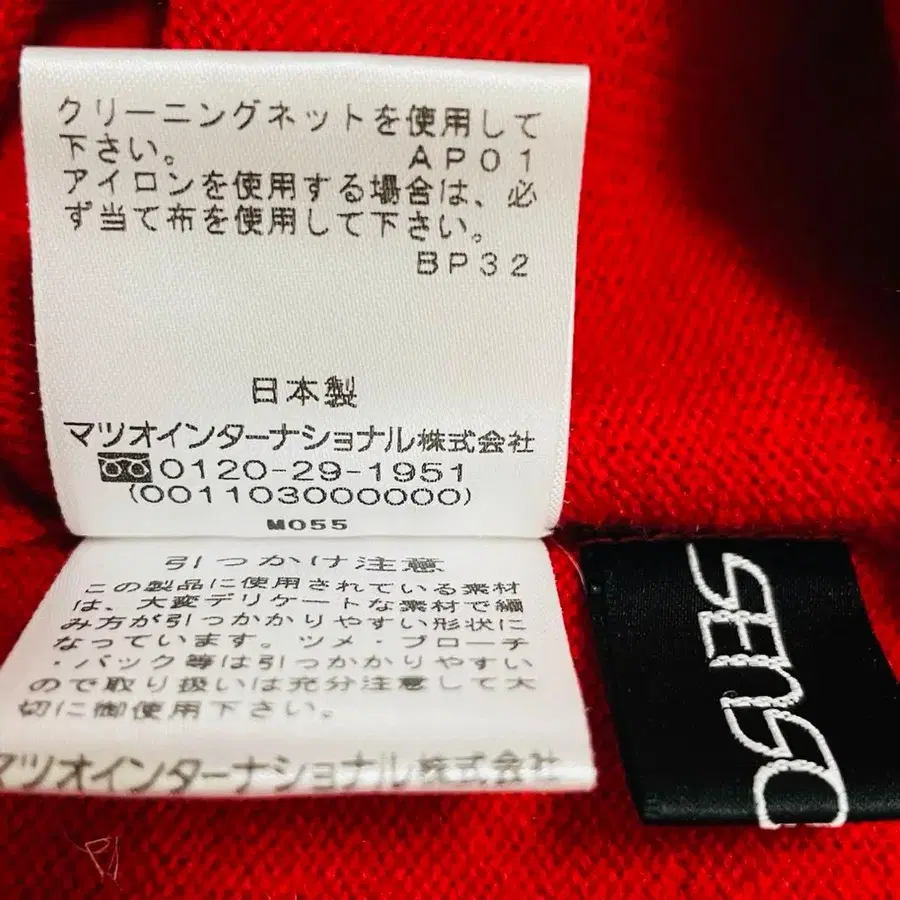 クリーニングネットを使用して
下さい。 AP01
アイロンを使用する場合は、必
ず当て布を使用して下さい。
BP32
日本製
マツオインターナショナル株式会社
0120-29-1951
(001103000000)
M055
引っかけ注意
この製品に使用されている素材
は、大変デリケートな素材で編
み方が引っかかりやすい形状に
なっています。ツメ・ブローチ
・バック等は引っかかりやすい
ので取り扱いは充分注意して大
切に御使用下さい。
マツオインターナショナル株式会社
SENSO